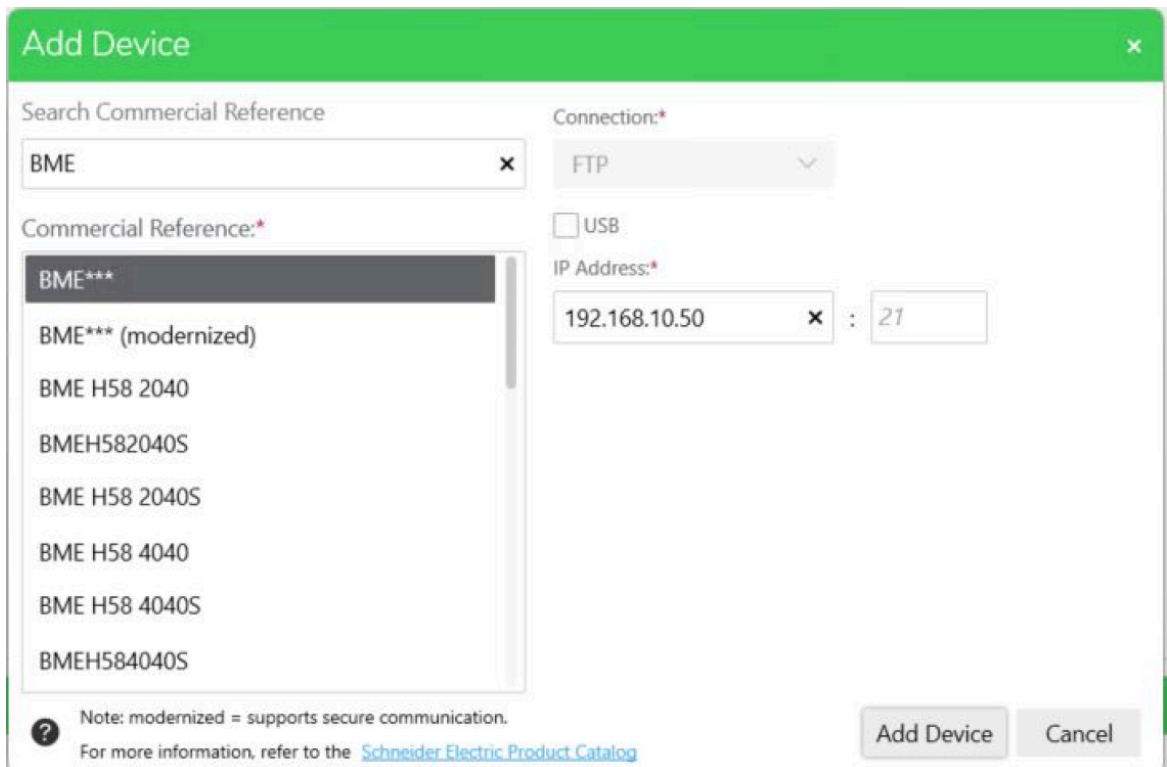 Add Device
Search Commercial Reference
BME
Commercial Reference:*
BME***
BME*** (modernized)
BME H58 2040
BMEH582040S
BME H58 2040S
BME H58 4040
BME H58 4040S
BMEH584040S
Connection:*
FTP
USB
IP Address:*
192.168.10.50 : 21
Note: modernized = supports secure communication.
For more information, refer to the Schneider Electric Product Catalog
Add Device
Cancel